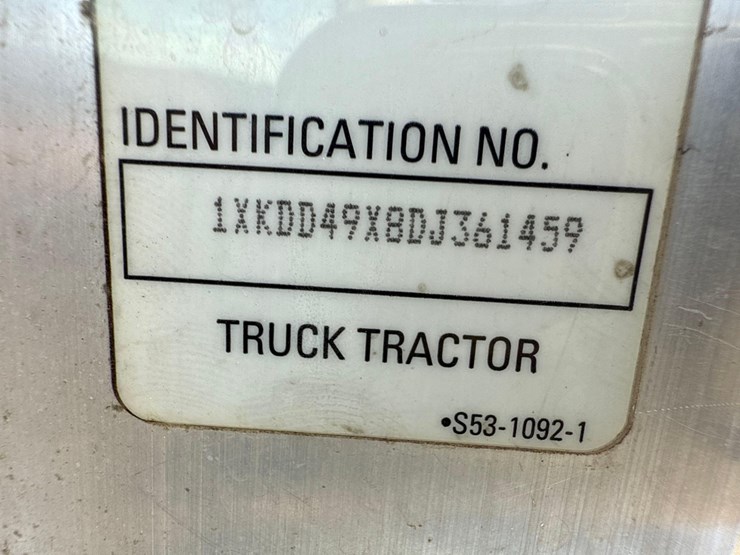 IDENTIFICATION NO.
1XKDD49X8DJ361459
TRUCK TRACTOR
•S53-1092-1